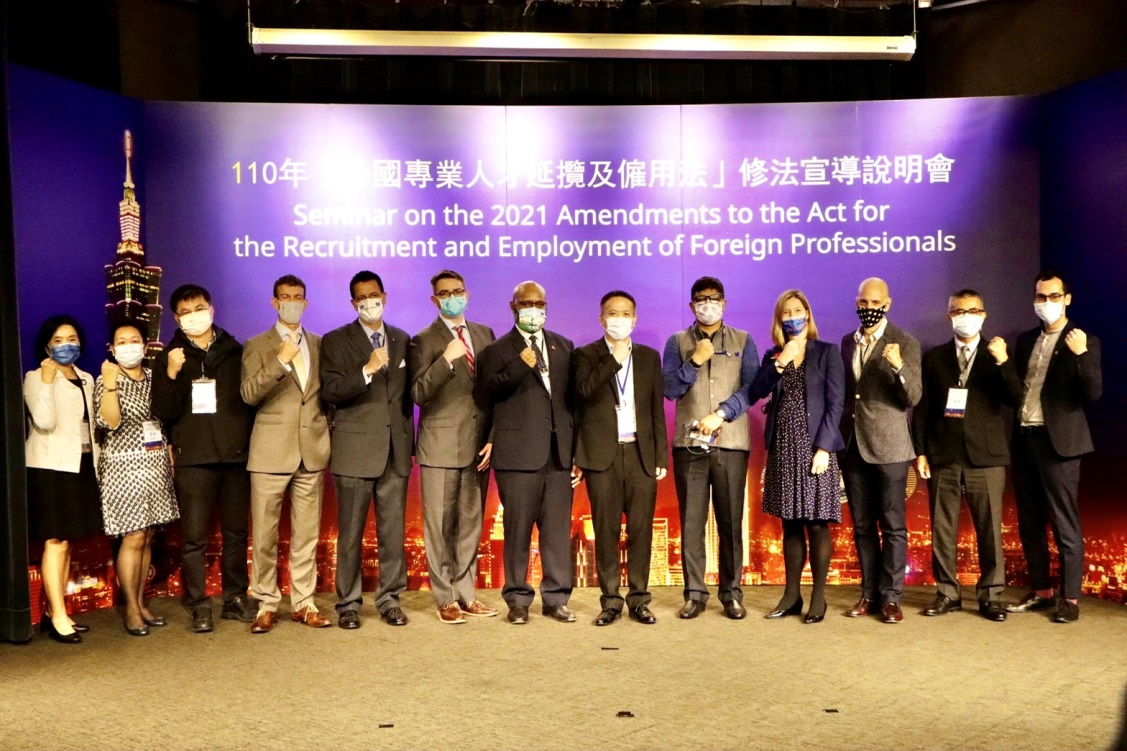 110年「外國專業人才延攬及僱用法」修法宣導說明會
Seminar on the 2021 Amendments to the Act for
the Recruitment and Employment of Foreign Professionals